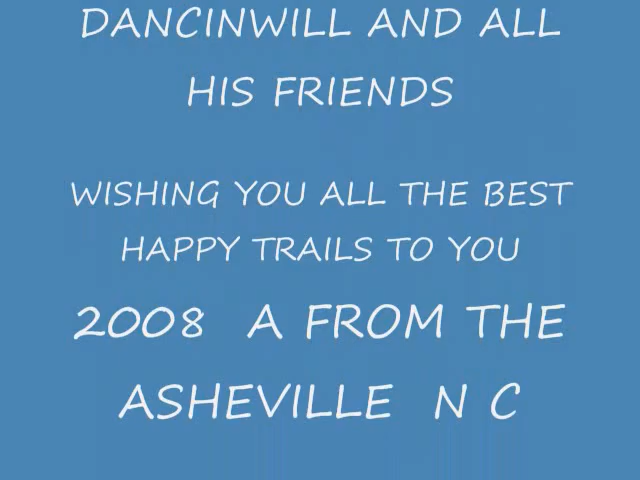 DANCINWILL AND ALL
HIS FRIENDS
WISHING YOU ALL THE BEST
HAPPY TRAILS TO YOU
2008 A FROM THE
ASHEVILLE N C